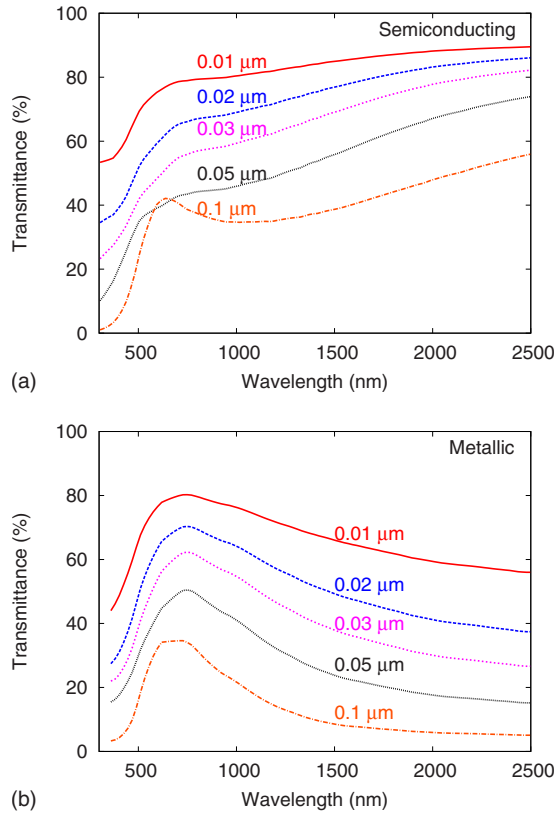 100
Semiconducting
80
0.01 μm
0.02 μm
60
0.03 μm
0.05 μm
40
0.1 μm
20
0
Transmittance (%)
500 1000 1500 2000 2500
(a)
Wavelength (nm)
100
Metallic
80
0.01 μm
60
0.02 μm
40
0.03 μm
0.05 μm
20
0.1 μm
0
Transmittance (%)
500 1000 1500 2000 2500
(b)
Wavelength (nm)